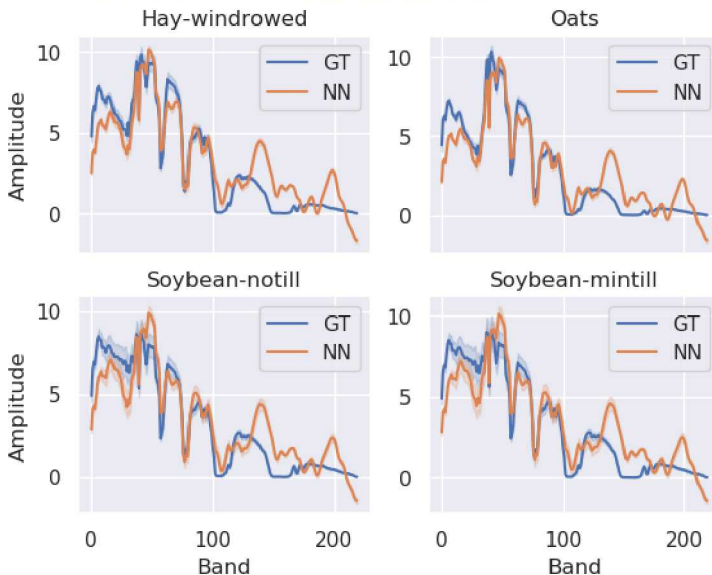 Hay-windrowed
Oats
Amplitude
10
5
0
GT
NN
10
5
0
GT
NN
Soybean-notill
Soybean-mintill
Amplitude
10
5
0
GT
NN
10
5
0
GT
NN
0
100
200
Band
0
100
200
Band